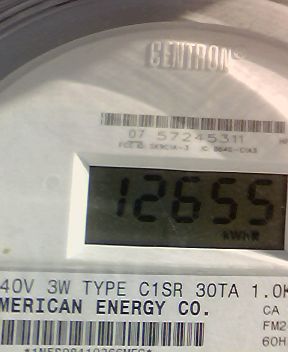 CENTRON®
07 57245311
12655
kWhR
40V 3W TYPE C1SR 30TA 1.0K
MERICAN ENERGY CO.
CA
FM2
60H